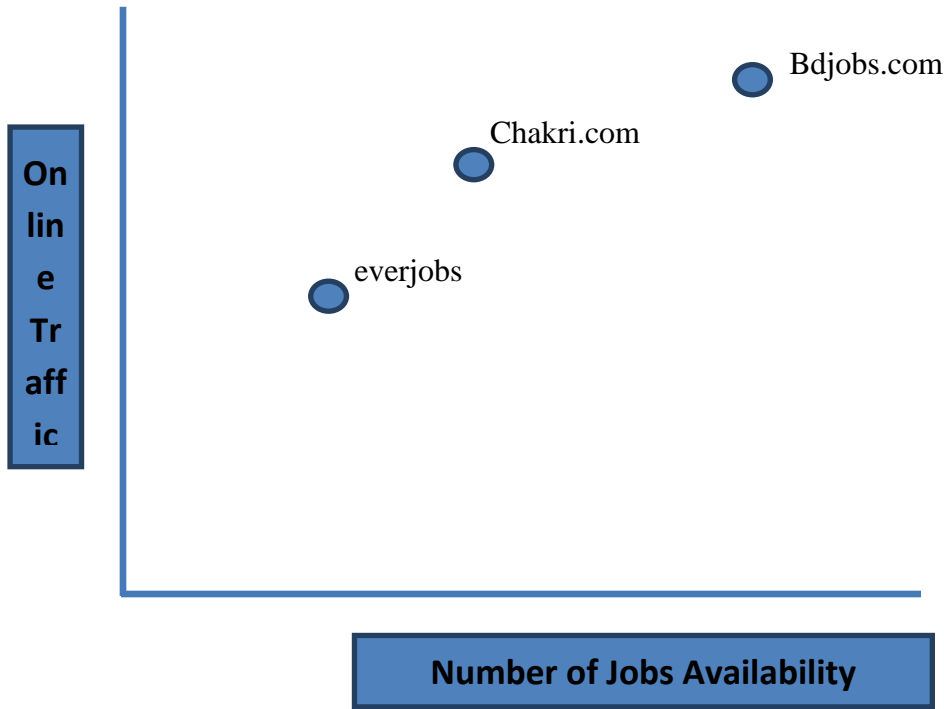 Bdjobs.com
Chakri.com
everjobs
On
lin
e
Tr
aff
ic
Number of Jobs Availability